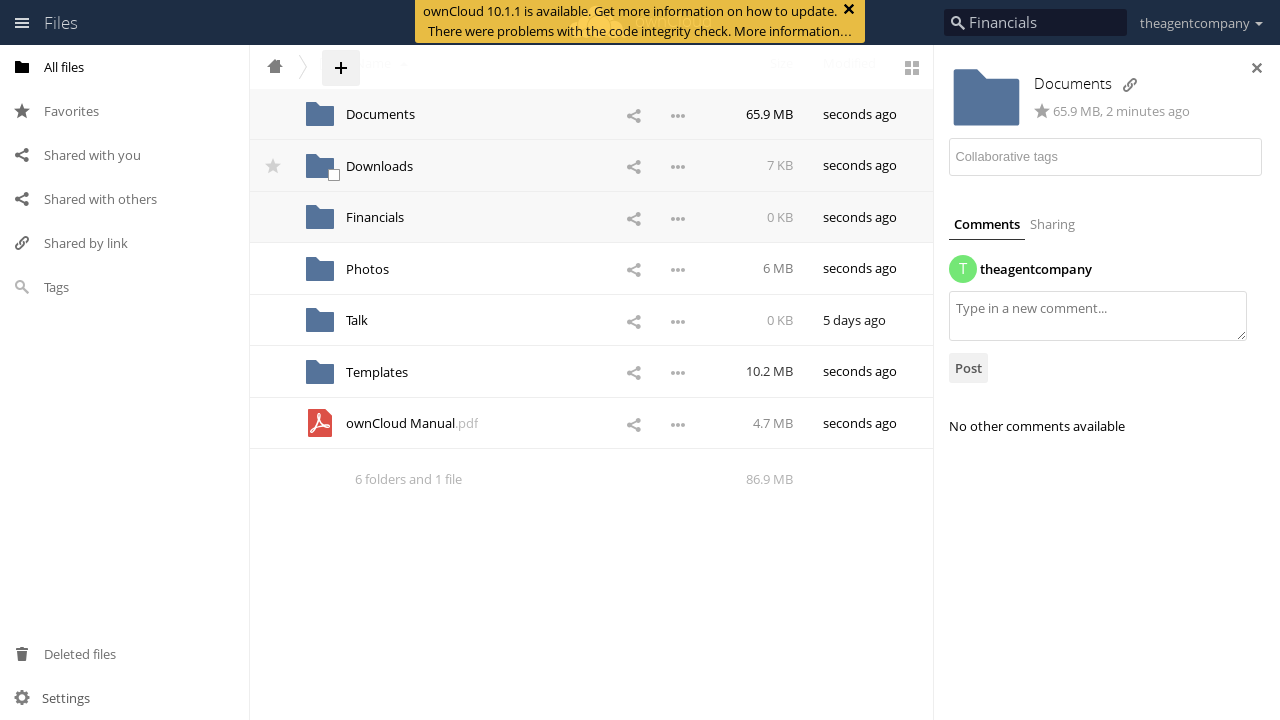 Files
ownCloud 10.1.1 is available. Get more information on how to update.
There were problems with the code integrity check. More information…
Financials
theagentcompany
All files
Favorites
Shared with you
Shared with others
Shared by link
Tags
Deleted files
Settings
Documents 65.9 MB seconds ago
Downloads 7 KB seconds ago
Financials 0 KB seconds ago
Photos 6 MB seconds ago
Talk 0 KB 5 days ago
Templates 10.2 MB seconds ago
ownCloud Manual.pdf 4.7 MB seconds ago
6 folders and 1 file 86.9 MB
Documents
65.9 MB, 2 minutes ago
Collaborative tags
Comments Sharing
T theagentcompany
Type in a new comment...
Post
No other comments available